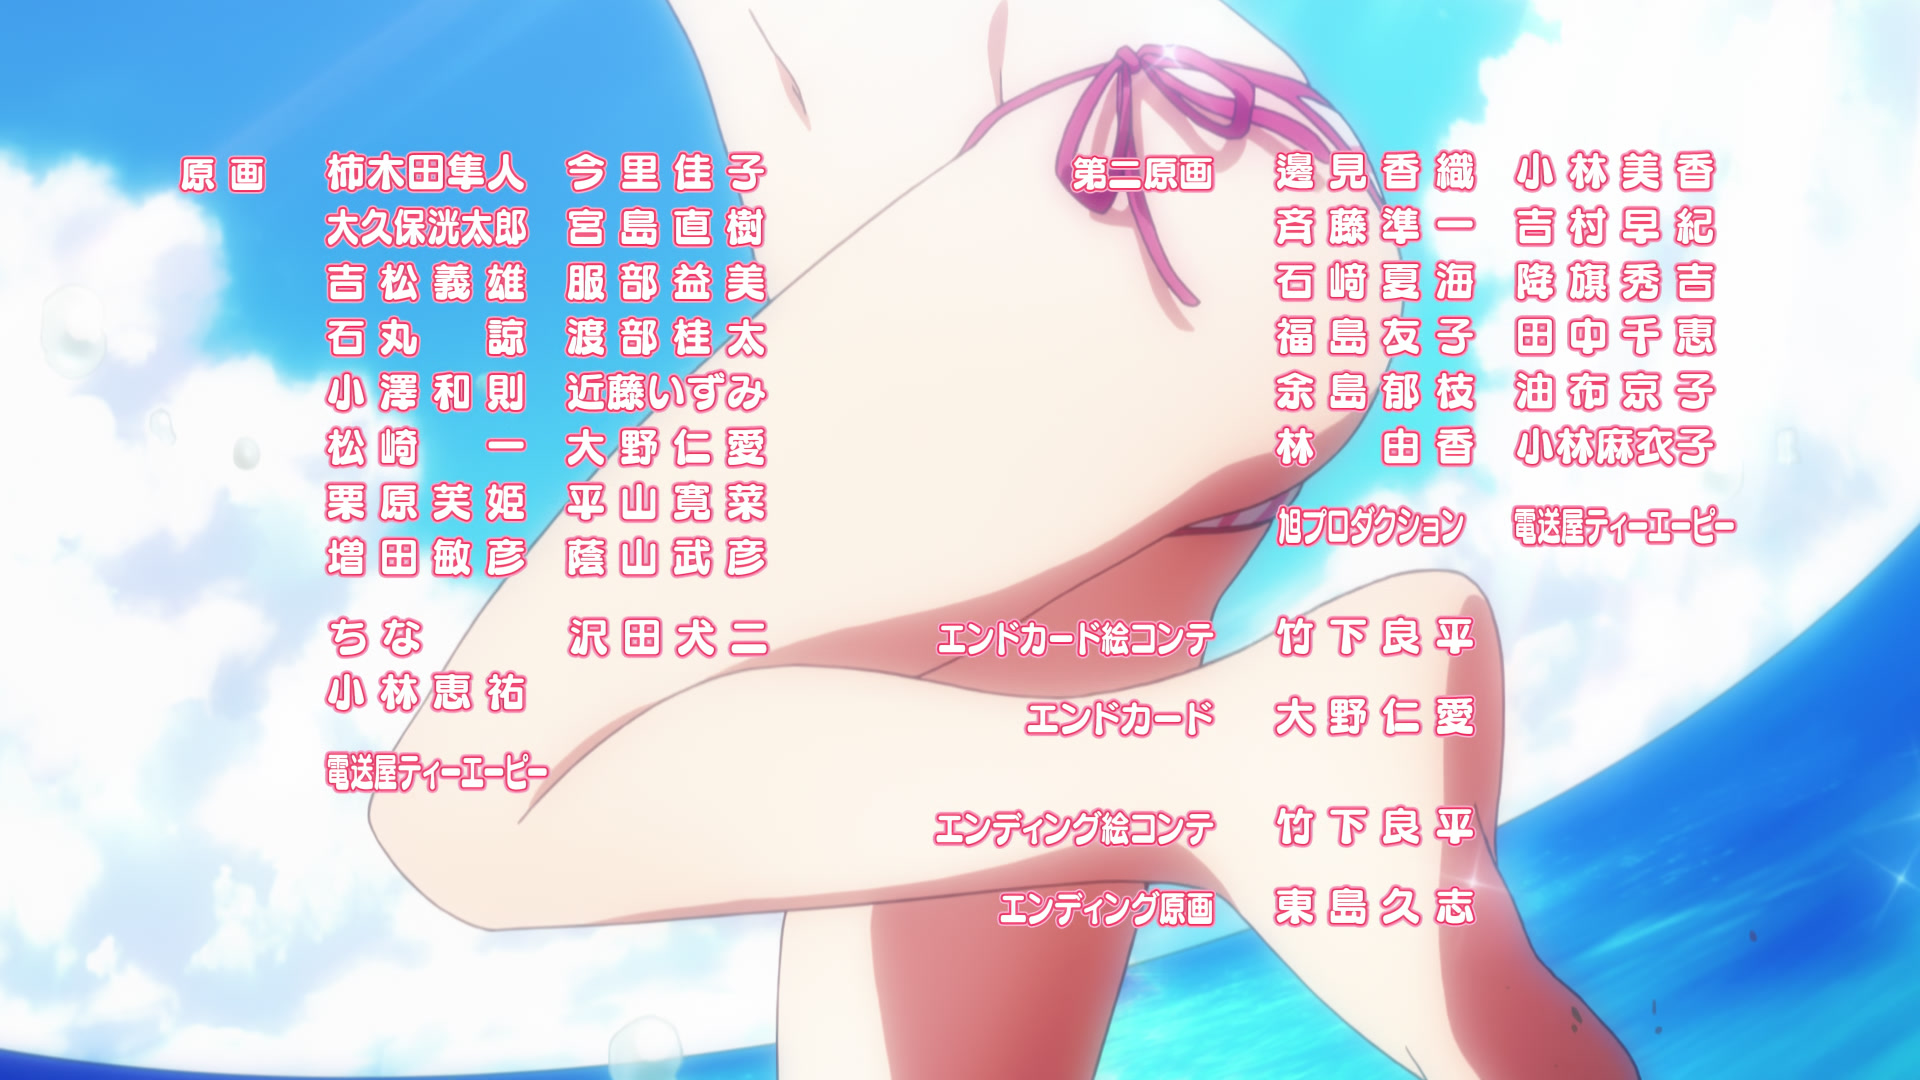 原画
柿木田隼人 今里佳子
大久保洸太郎 宮島直樹
吉松義雄 服部益美
石丸 諒 渡部桂太
小澤和則 近藤いずみ
松崎 一 大野仁愛
栗原芙姫 平山寛菜
増田敏彦 蔭山武彦
ちな 沢田犬二
小林恵祐
電送屋ティーエーピー
第二原画
邊見香織 小林美香
斉藤準一 吉村早紀
石﨑夏海 降旗秀吉
福島友子 田中千恵
余島郁枝 油布京子
林 由香 小林麻衣子
旭プロダクション 電送屋ティーエーピー
エンドカード絵コンテ 竹下良平
エンドカード 大野仁愛
エンディング絵コンテ 竹下良平
エンディング原画 東島久志